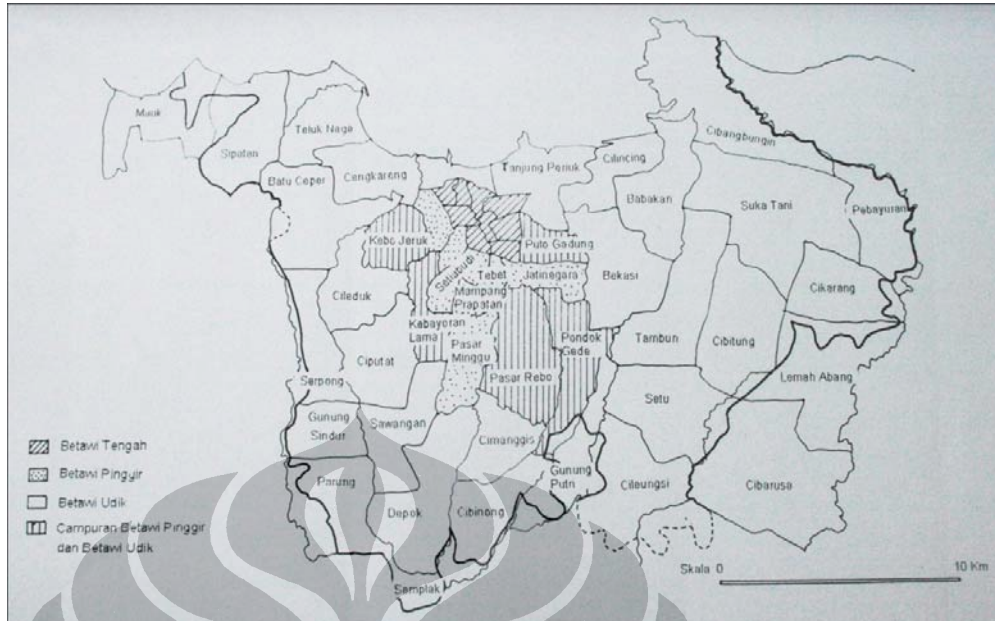 Mauk
Sipatan
Teluk Naga
Batu Ceper
Cengkareng
Tanjung Periuk
Cilincing
Cibangbungin
Babakan
Suka Tani
Pebayuran
Kebo Jeruk
Pulo Gadung
Setiabudi
Tebet
Jatinegara
Bekasi
Cikarang
Cileduk
Mampang
Prapatan
Kebayoran
Lama
Pasar
Minggu
Pondok
Gede
Tambun
Cibitung
Ciputat
Pasar Rebo
Lemah Abang
Serpong
Setu
Gunung
Sindur
Sawangan
Cimanggis
Gunung
Putri
Cileungsi
Cibarusa
Parung
Depok
Cibinong
Semplak
Betawi Tengah
Betawi Pingyir
Betawi Udik
Campuran Betawi Pinggir
dan Betawi Udik
Skala 0 10 Km